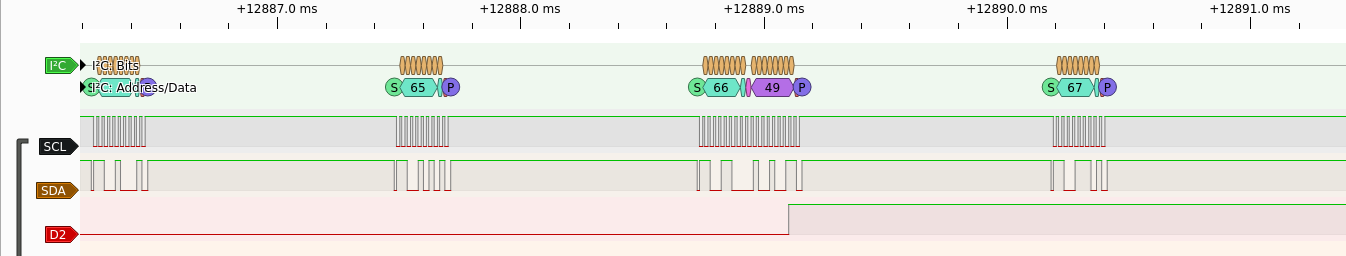 +12887.0 ms +12888.0 ms +12889.0 ms +12890.0 ms +12891.0 ms
I²C I²C: Bits
S I²C: Address/Data P S 65 P S 66 49 P S 67 P
SCL
SDA
D2